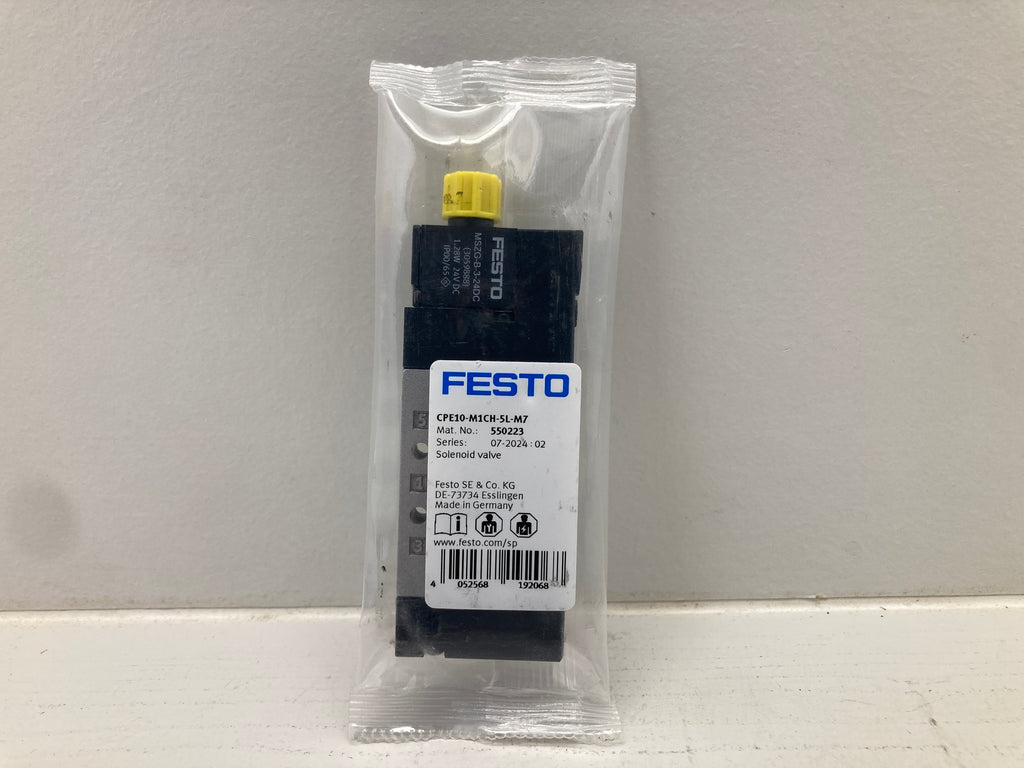 FESTO
MSZG-B-3-24DC
1.28W 24V DC
FESTO
CPE10-M1CH-5L-M7
Mat. No.: 550223
Series: 07-2024 : 02
Solenoid valve
Festo SE & Co. KG
DE-73734 Esslingen
Made in Germany
www.festo.com/sp
4 052568 192068
5
1
3